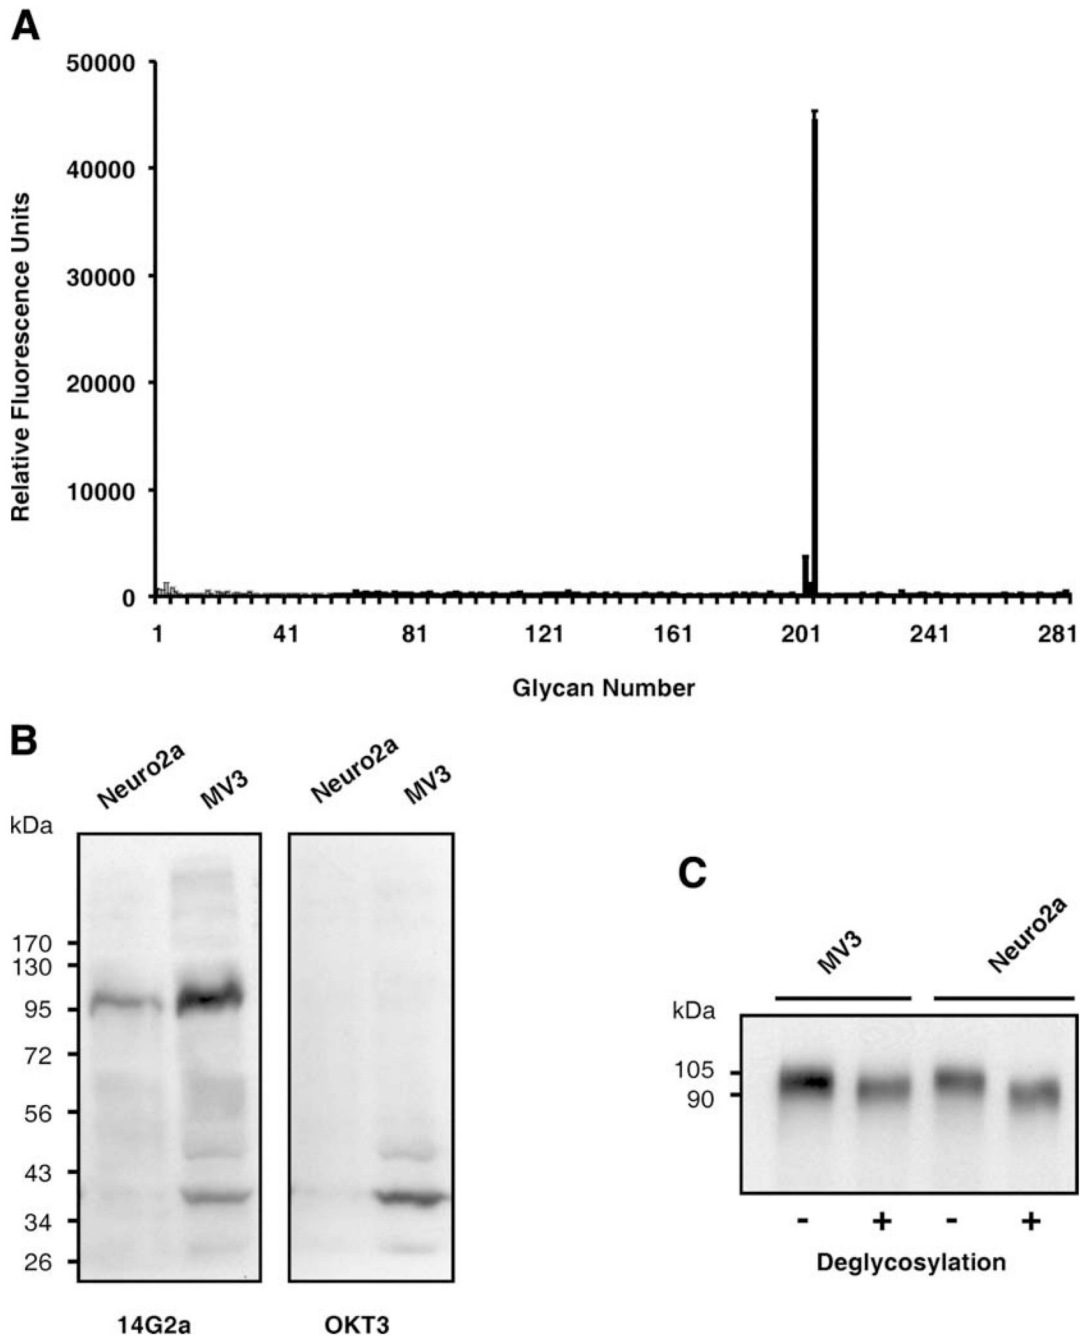 A
50000
40000
30000
20000
10000
0
Relative Fluorescence Units
1 41 81 121 161 201 241 281
Glycan Number
B
Neuro2a MV3 Neuro2a MV3
kDa
170
130
95
72
56
43
34
26
14G2a OKT3
C
MV3 Neuro2a
kDa
105
90
- + - +
Deglycosylation